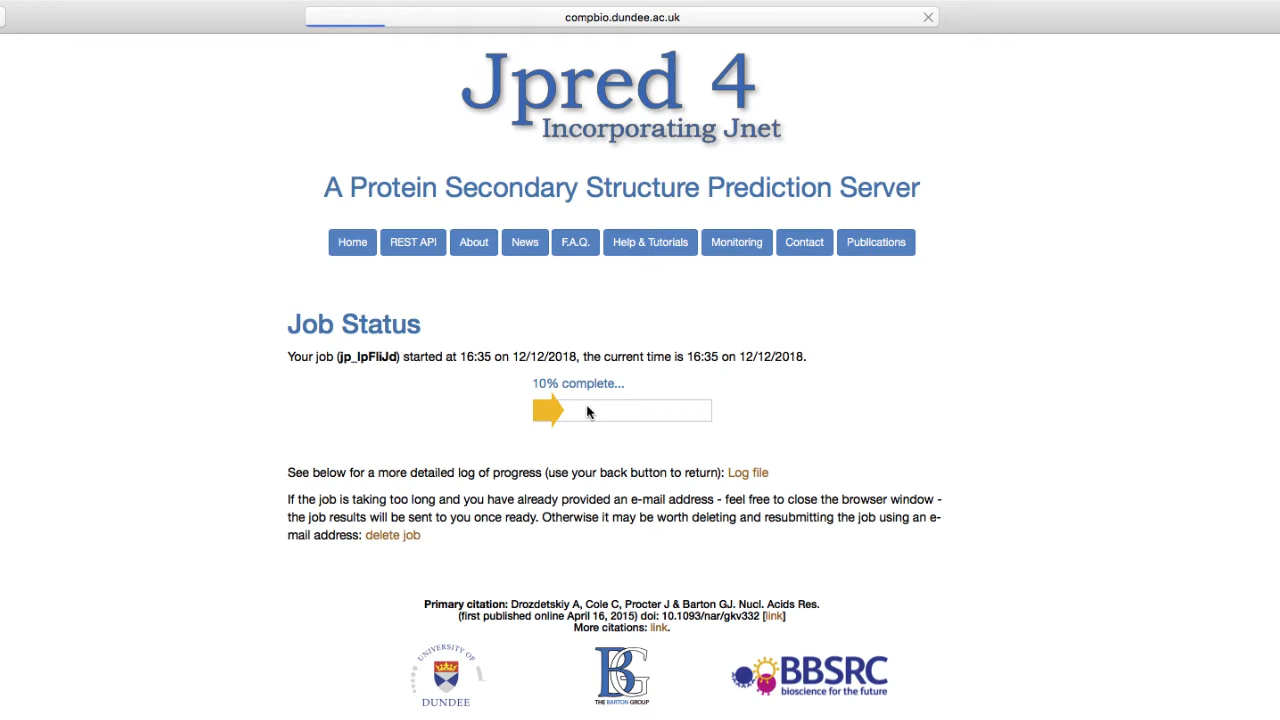 compbio.dundee.ac.uk
Jpred 4
Incorporating Jnet
A Protein Secondary Structure Prediction Server
Home REST API About News F.A.Q. Help & Tutorials Monitoring Contact Publications
Job Status
Your job (jp_lpFliJd) started at 16:35 on 12/12/2018, the current time is 16:35 on 12/12/2018.
10% complete...
See below for a more detailed log of progress (use your back button to return): Log file
If the job is taking too long and you have already provided an e-mail address - feel free to close the browser window -
the job results will be sent to you once ready. Otherwise it may be worth deleting and resubmitting the job using an e-
mail address: delete job
Primary citation: Drozdetskiy A, Cole C, Procter J & Barton GJ. Nucl. Acids Res.
(first published online April 16, 2015) doi: 10.1093/nar/gkv332 [link]
More citations: link.
UNIVERSITY OF
DUNDEE
BG
THE BARTON GROUP
BBSRC
bioscience for the future